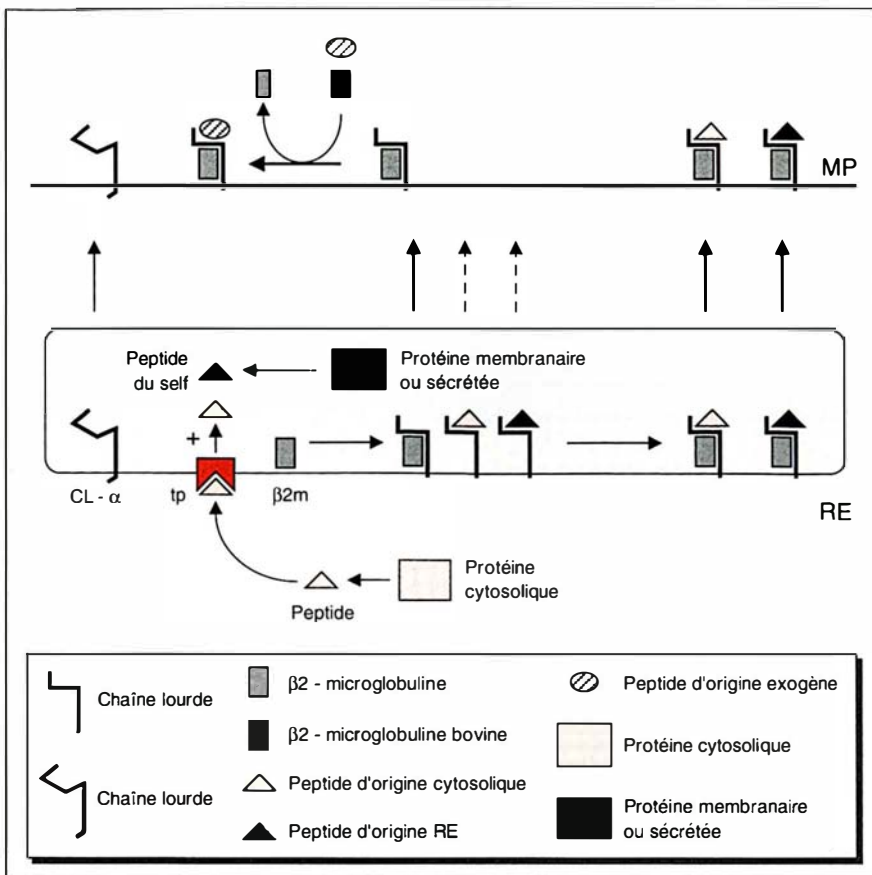 MP
Peptide
du self
Protéine membranaire
ou sécrétée
+
CL - α
tp
β2m
RE
Peptide
Protéine
cytosolique
Chaîne lourde
β2 - microglobuline
Peptide d'origine exogène
β2 - microglobuline bovine
Protéine cytosolique
Chaîne lourde
Peptide d'origine cytosolique
Peptide d'origine RE
Protéine membranaire
ou sécrétée